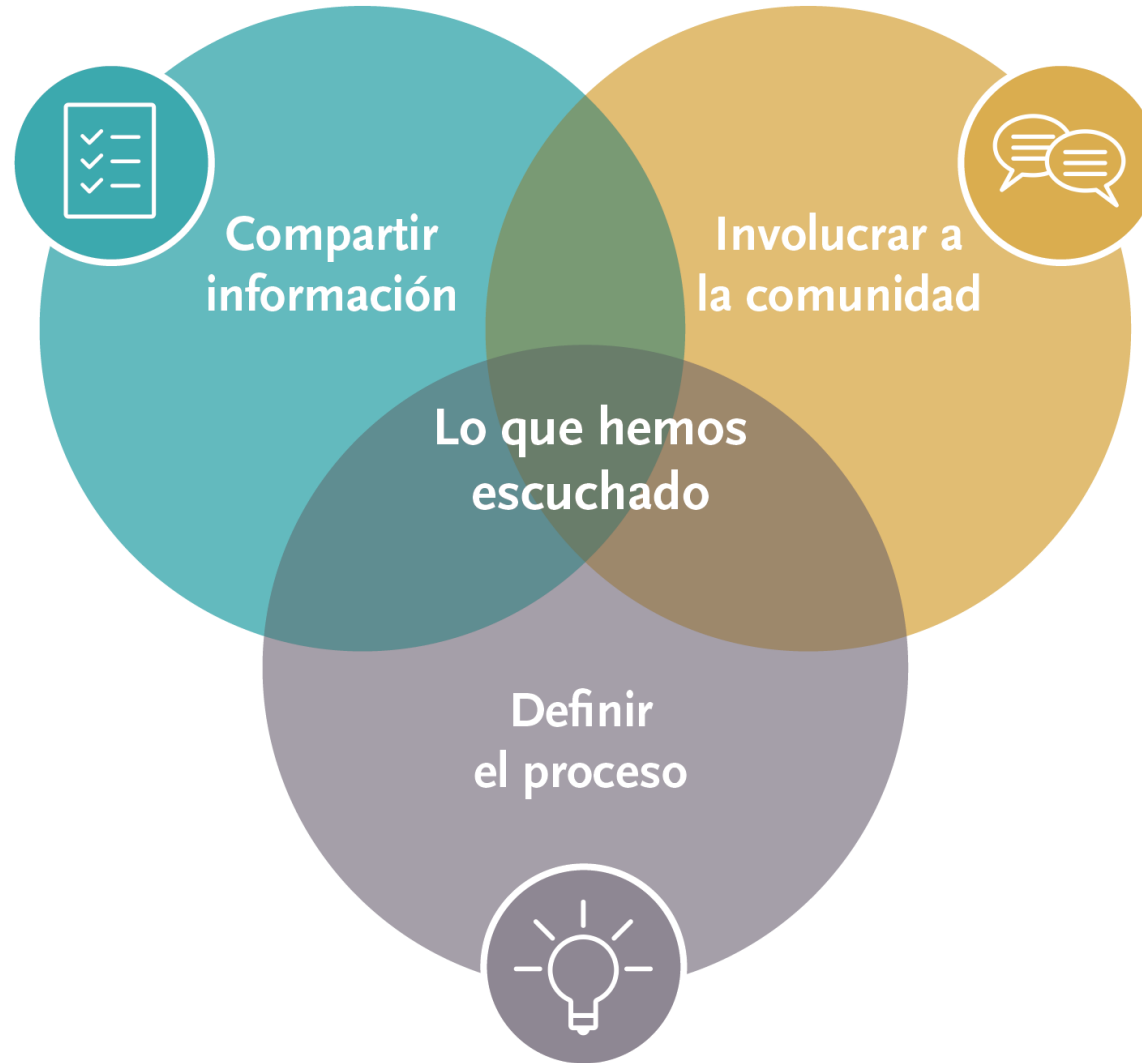 Compartir
información
Involucrar a
la comunidad
Lo que hemos
escuchado
Definir
el proceso